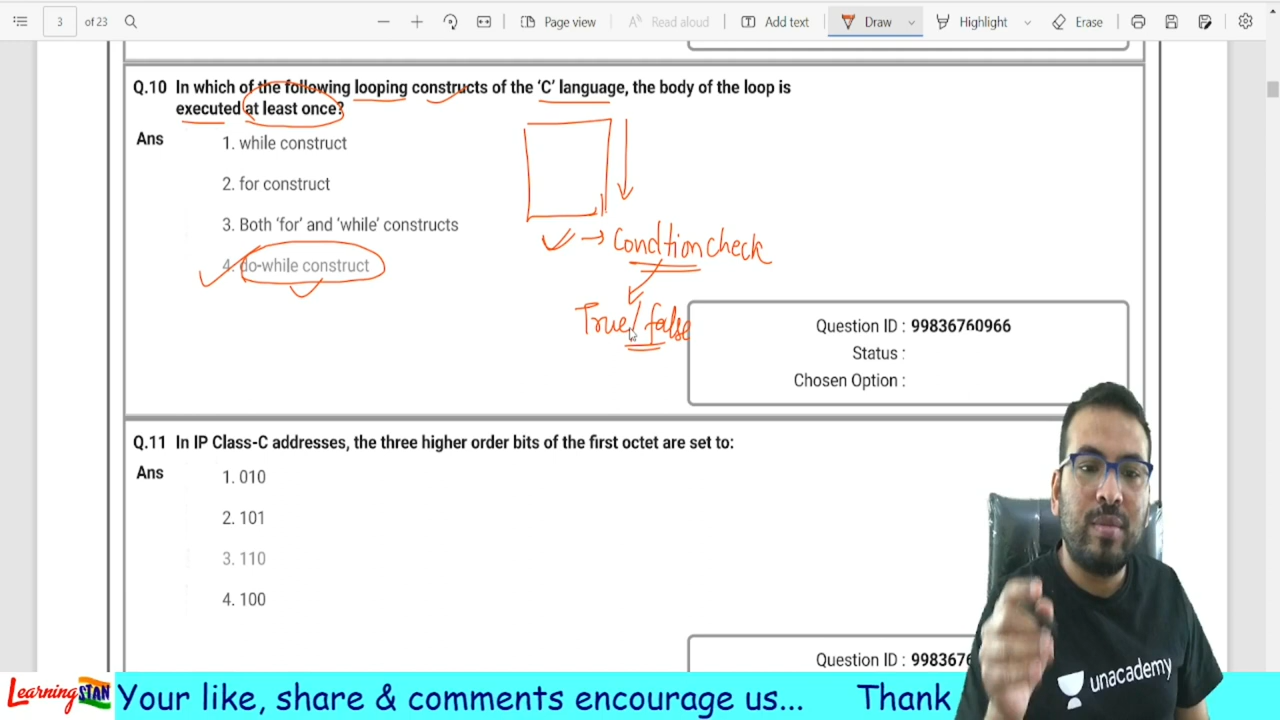 3 of 23 Page view Read aloud Add text Draw Highlight Erase
Q.10 In which of the following looping constructs of the 'C' language, the body of the loop is
executed at least once?
Ans
1. while construct
2. for construct
3. Both 'for' and 'while' constructs
4. do-while construct
→ Condtion check
True/false
Question ID : 99836760966
Status :
Chosen Option :
Q.11 In IP Class-C addresses, the three higher order bits of the first octet are set to:
Ans
1. 010
2. 101
3. 110
4. 100
Question ID : 9983676
unacademy
LearningSTAN Your like, share & comments encourage us... Thank